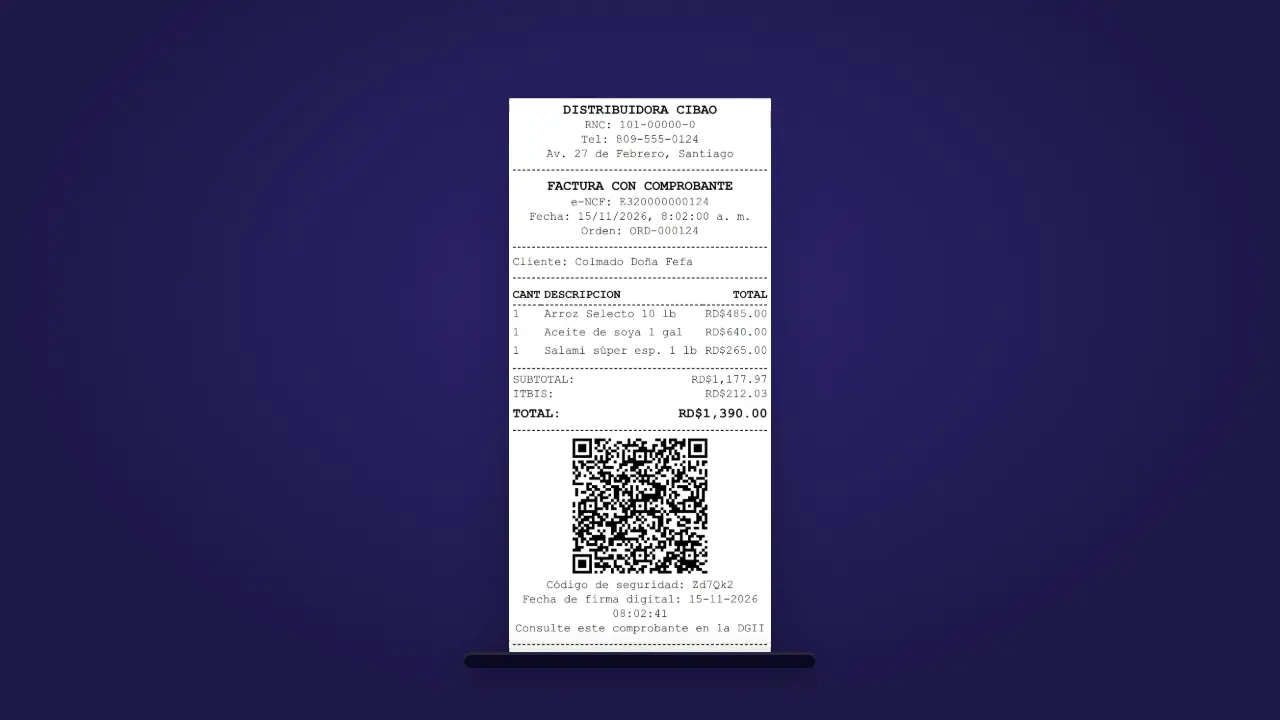 DISTRIBUIDORA CIBAO
RNC: 101-00000-0
Tel: 809-555-0124
Av. 27 de Febrero, Santiago
FACTURA CON COMPROBANTE
e-NCF: E320000000124
Fecha: 15/11/2026, 8:02:00 a. m.
Orden: ORD-000124
Cliente: Colmado Doña Fefa
CANT DESCRIPCION TOTAL
1 Arroz Selecto 10 lb RD$485.00
1 Aceite de soya 1 gal RD$640.00
1 Salami súper esp. 1 lb RD$265.00
SUBTOTAL: RD$1,177.97
ITBIS: RD$212.03
TOTAL: RD$1,390.00
Código de seguridad: Zd7Qk2
Fecha de firma digital: 15-11-2026
08:02:41
Consulte este comprobante en la DGII